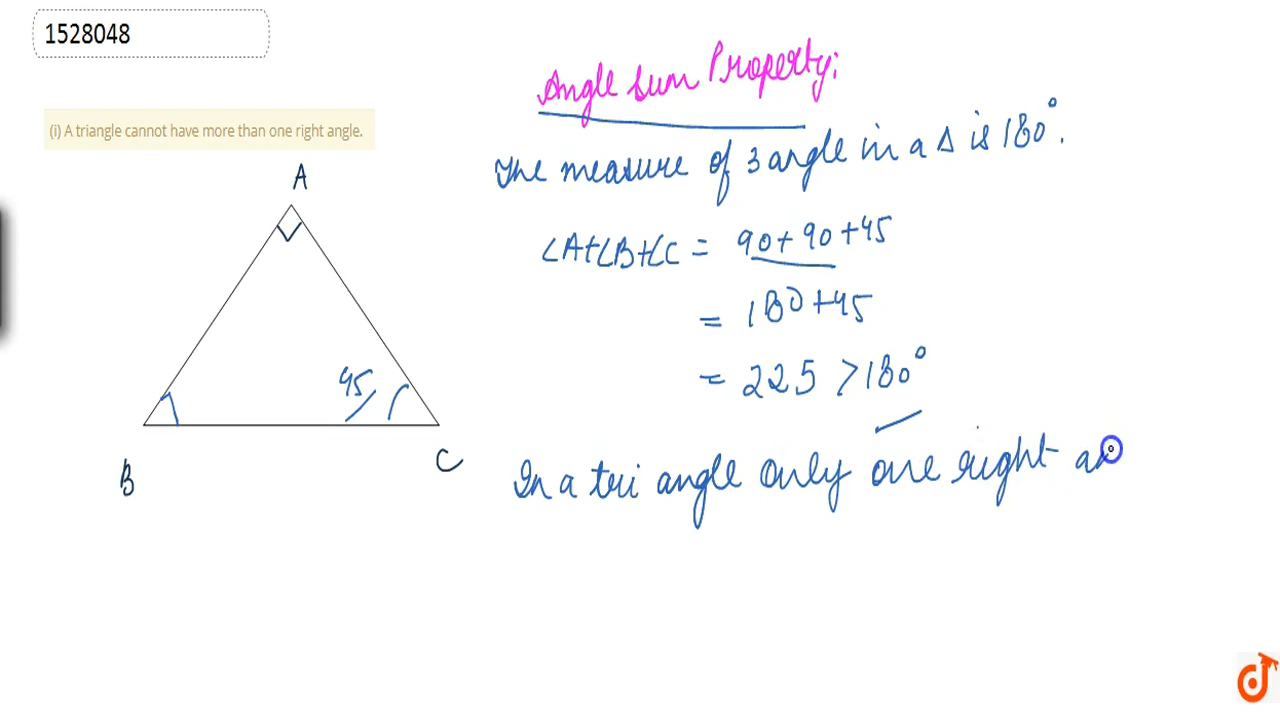 1528048
(i) A triangle cannot have more than one right angle.
Angle Sum Property:
The measure of 3 angle in a Δ is 180°.
∠A+∠B+∠C = 90+90+45
= 180+45
= 225 > 180°
In a tri angle only one right an
A
45
B
C